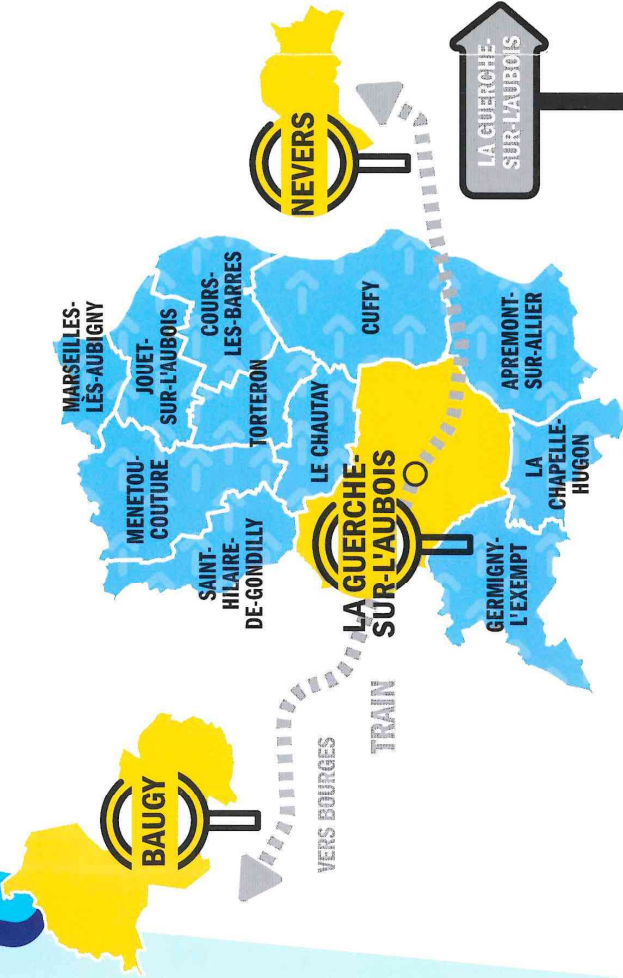 MARSEILLES-
LÈS-AUBIGNY
MENETOU-
COUTURE
JOUET-
SUR-L'AUBOIS
COURS-
LES-BARRES
SAINT-
HILAIRE-
DE-GONDILLY
TORTERON
NEVERS
LE CHAUTAY
CUFFY
BAUGY
LA GUERCHE-
SUR-L'AUBOIS
VERS BOURGES
TRAIN
GERMIGNY-
L'EXEMPT
LA
CHAPELLE-
HUGON
APREMONT-
SUR-ALLIER
LA GUERCHE-
SUR-L'AUBOIS